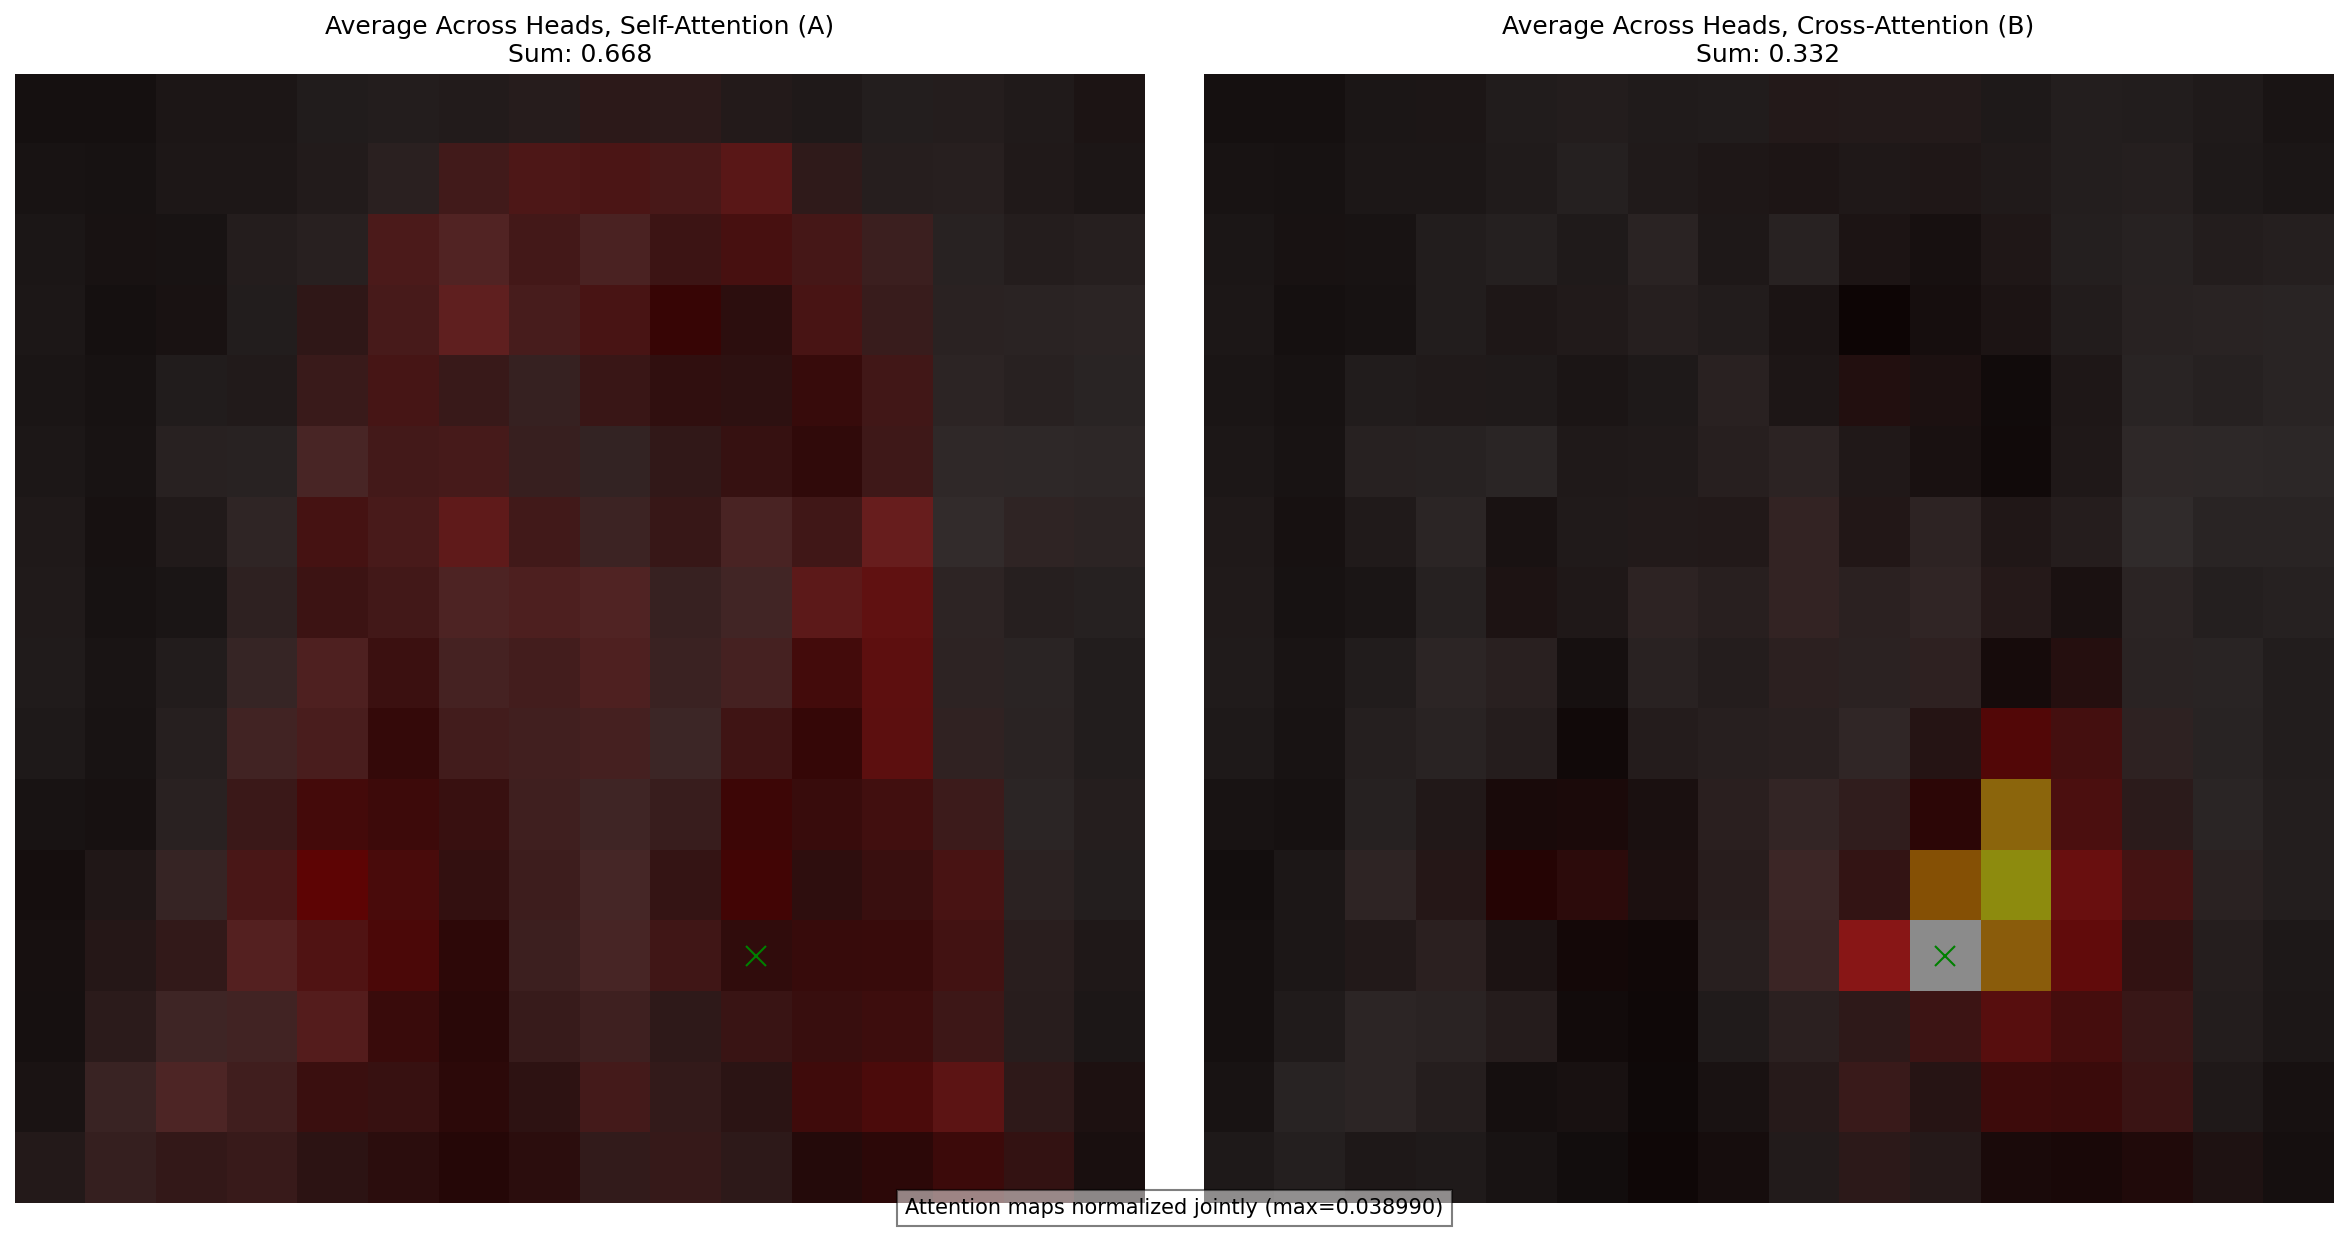 Average Across Heads, Self-Attention (A)
Sum: 0.668
Average Across Heads, Cross-Attention (B)
Sum: 0.332
Attention maps normalized jointly (max=0.038990)